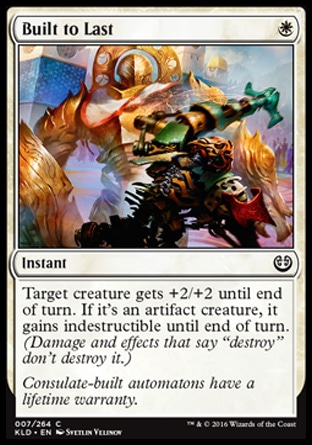 Built to Last
Instant
Target creature gets +2/+2 until end
of turn. If it's an artifact creature, it
gains indestructible until end of turn.
(Damage and effects that say "destroy"
don't destroy it.)
Consulate-built automatons have a
lifetime warranty.
007/264 C
KLD • EN Svetlin Velinov
™ & © 2016 Wizards of the Coast